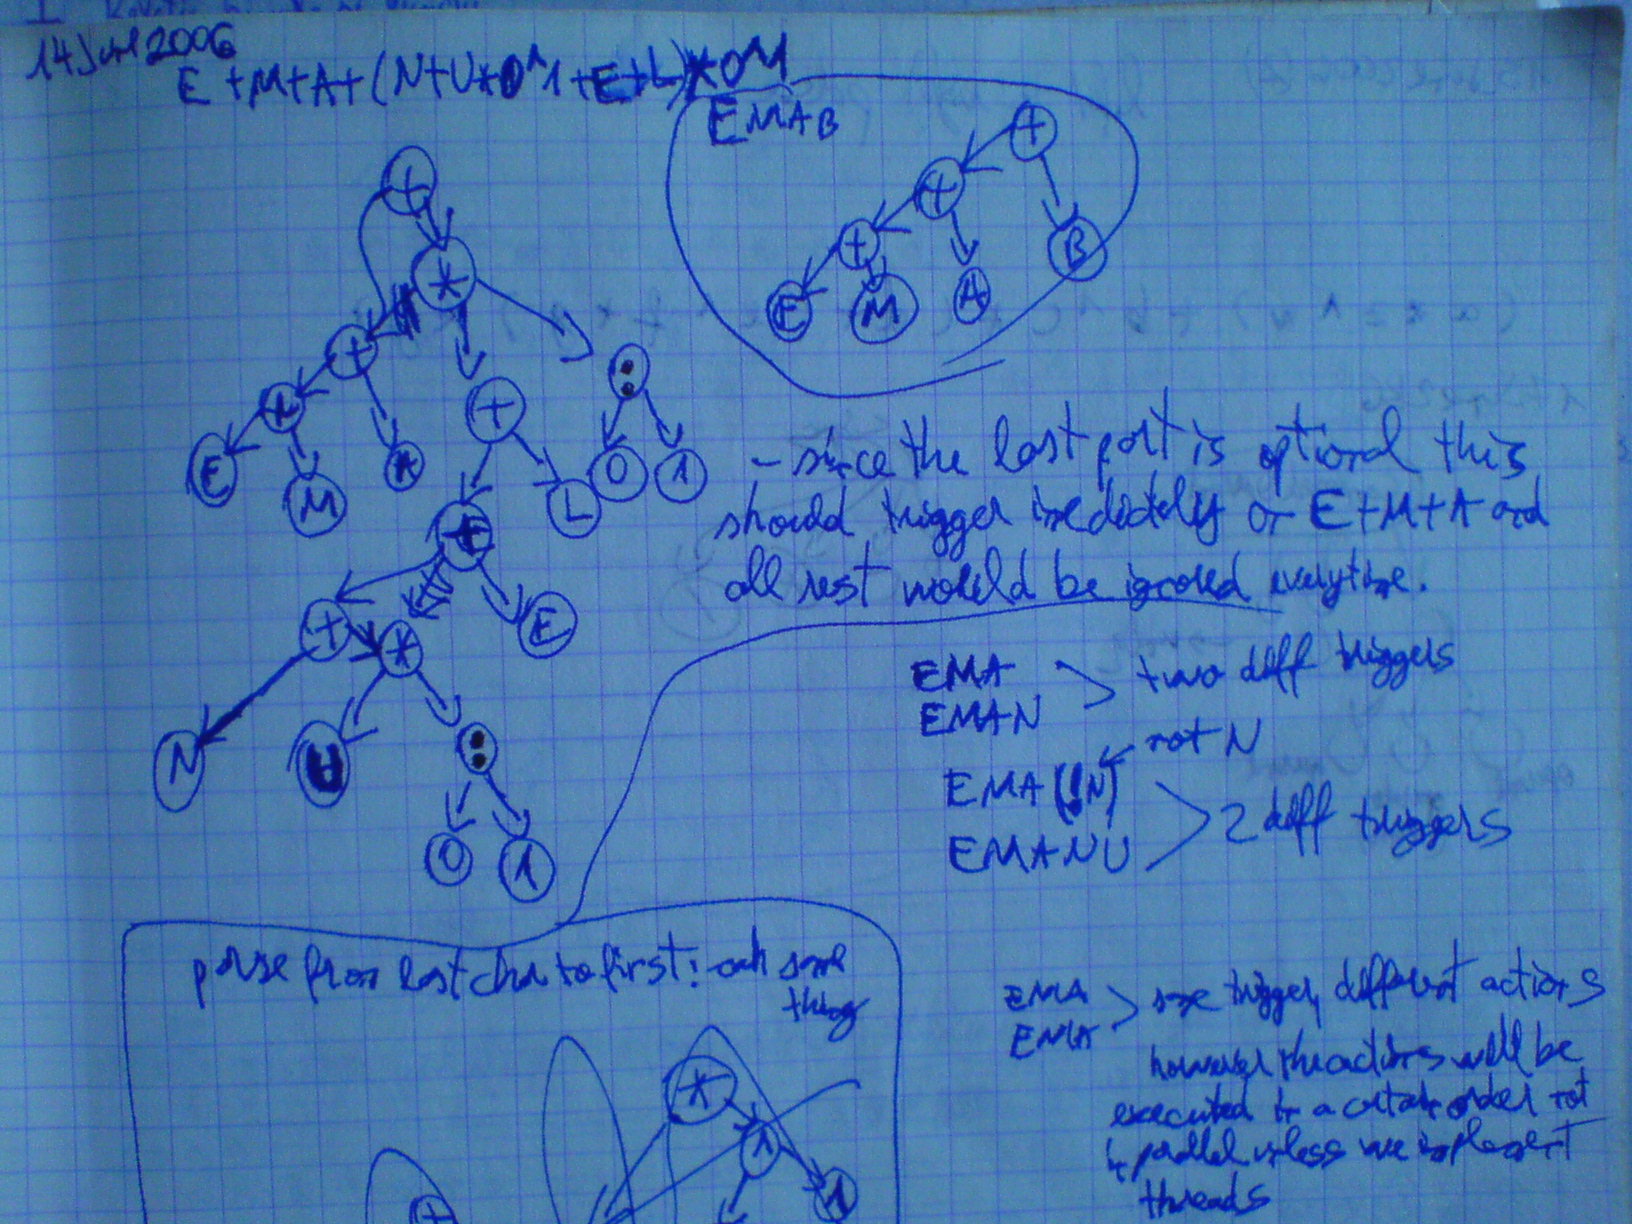 14 Jul 2006
E+M+A+(N+U*0^1+E+L)*0^1
EMAB
+
+
*
+
B
+
*
E
M
A
+
:
+
E
M
A
+
L
0
1
- since the last part is optional this
should trigger imediately on E+M+A and
all rest would be ignored everytime.
+
*
E
N
U
:
0
1
EMA
EMAN
two diff triggers
not N
EMA(!N)
EMANU
2 diff triggers
parse from last char to first: same
thing
*
1
1
+
EMA
EMA
same trigger, different actions
however the actions will be
executed in a certain order not
in parallel unless we implement
threads